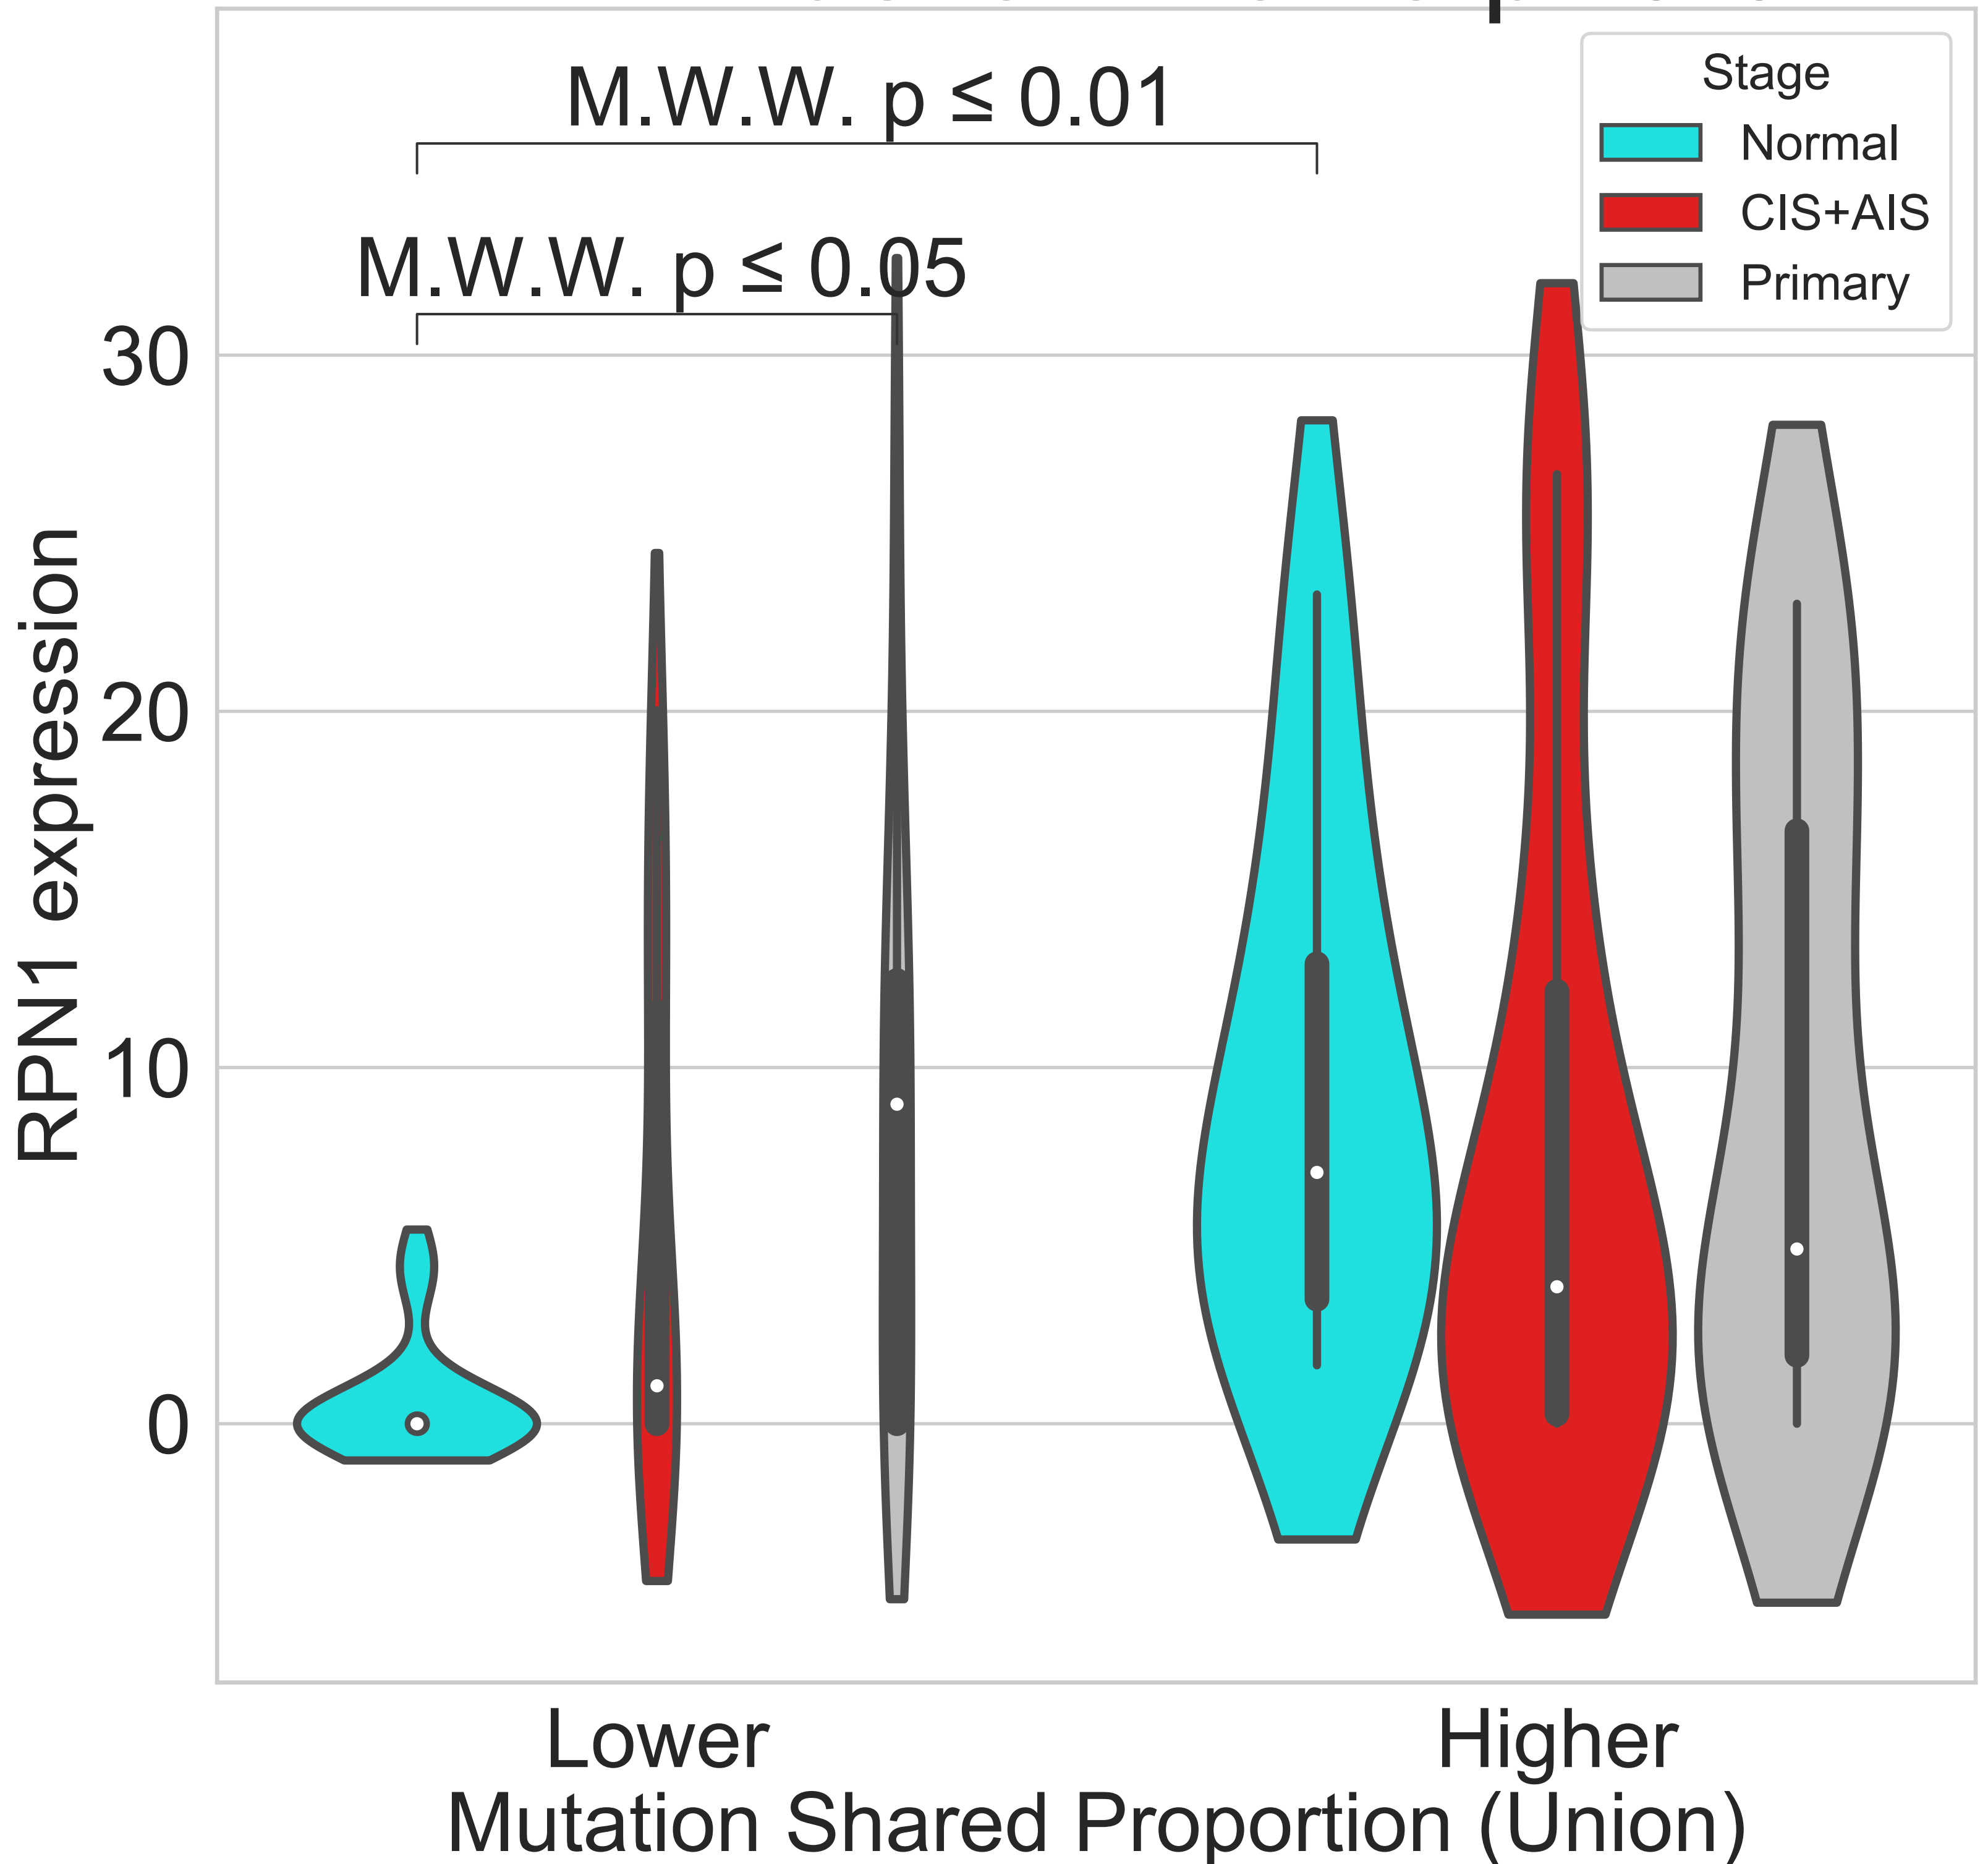 M.W.W. p ≤ 0.01
M.W.W. p ≤ 0.05
Stage
Normal
CIS+AIS
Primary
RPN1 expression
30
20
10
0
Lower
Higher
Mutation Shared Proportion (Union)